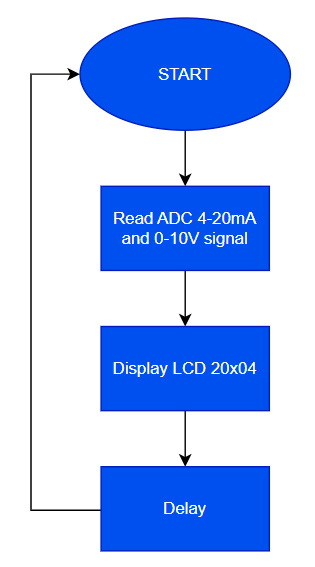 START
Read ADC 4-20mA
and 0-10V signal
Display LCD 20x04
Delay